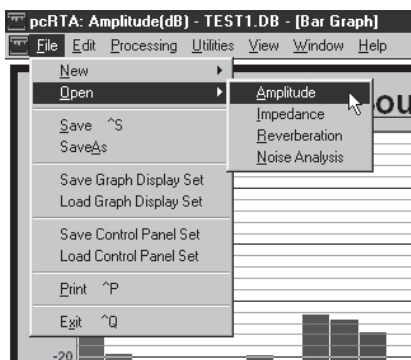 pcRTA: Amplitude(dB) - TEST1.DB - [Bar Graph]
File Edit Processing Utilities View Window Help
New
Open
Amplitude
Impedance
Reverberation
Noise Analysis
Save ^S
SaveAs
Save Graph Display Set
Load Graph Display Set
Save Control Panel Set
Load Control Panel Set
Print ^P
Exit ^Q
-20